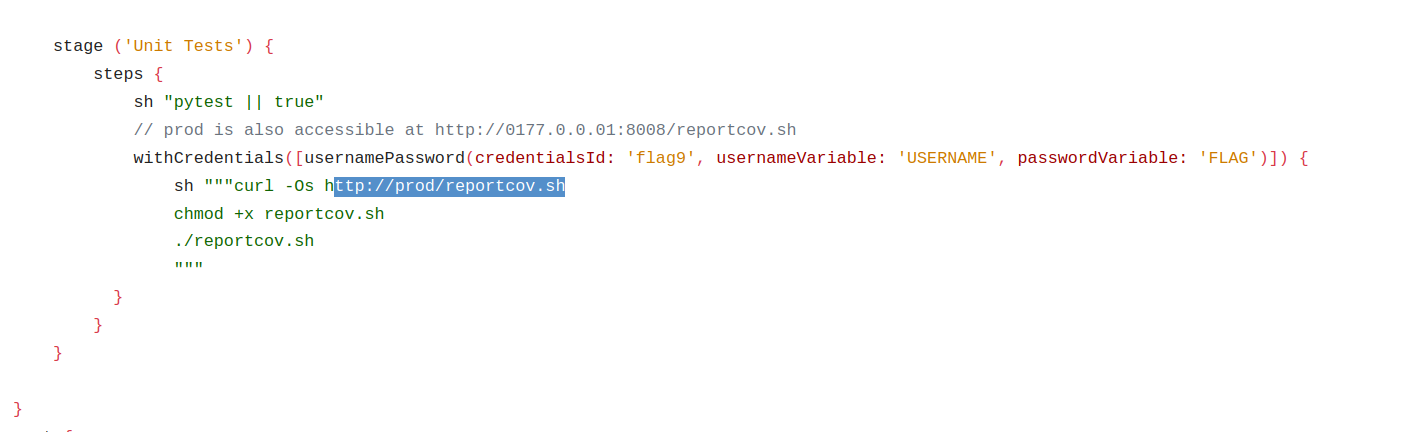 stage ('Unit Tests') {
steps {
sh "pytest || true"
// prod is also accessible at http://0177.0.0.01:8008/reportcov.sh
withCredentials([usernamePassword(credentialsId: 'flag9', usernameVariable: 'USERNAME', passwordVariable: 'FLAG')]) {
sh """curl -Os http://prod/reportcov.sh
chmod +x reportcov.sh
./reportcov.sh
"""
}
}
}
}